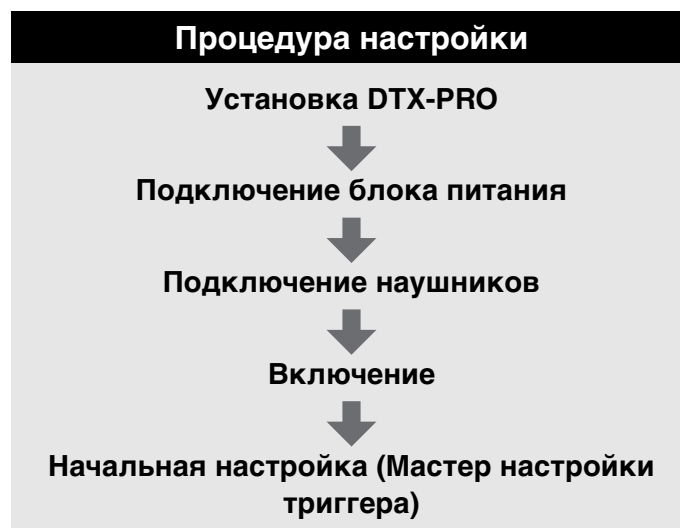 Процедура настройки
Установка DTX-PRO
Подключение блока питания
Подключение наушников
Включение
Начальная настройка (Мастер настройки
триггера)